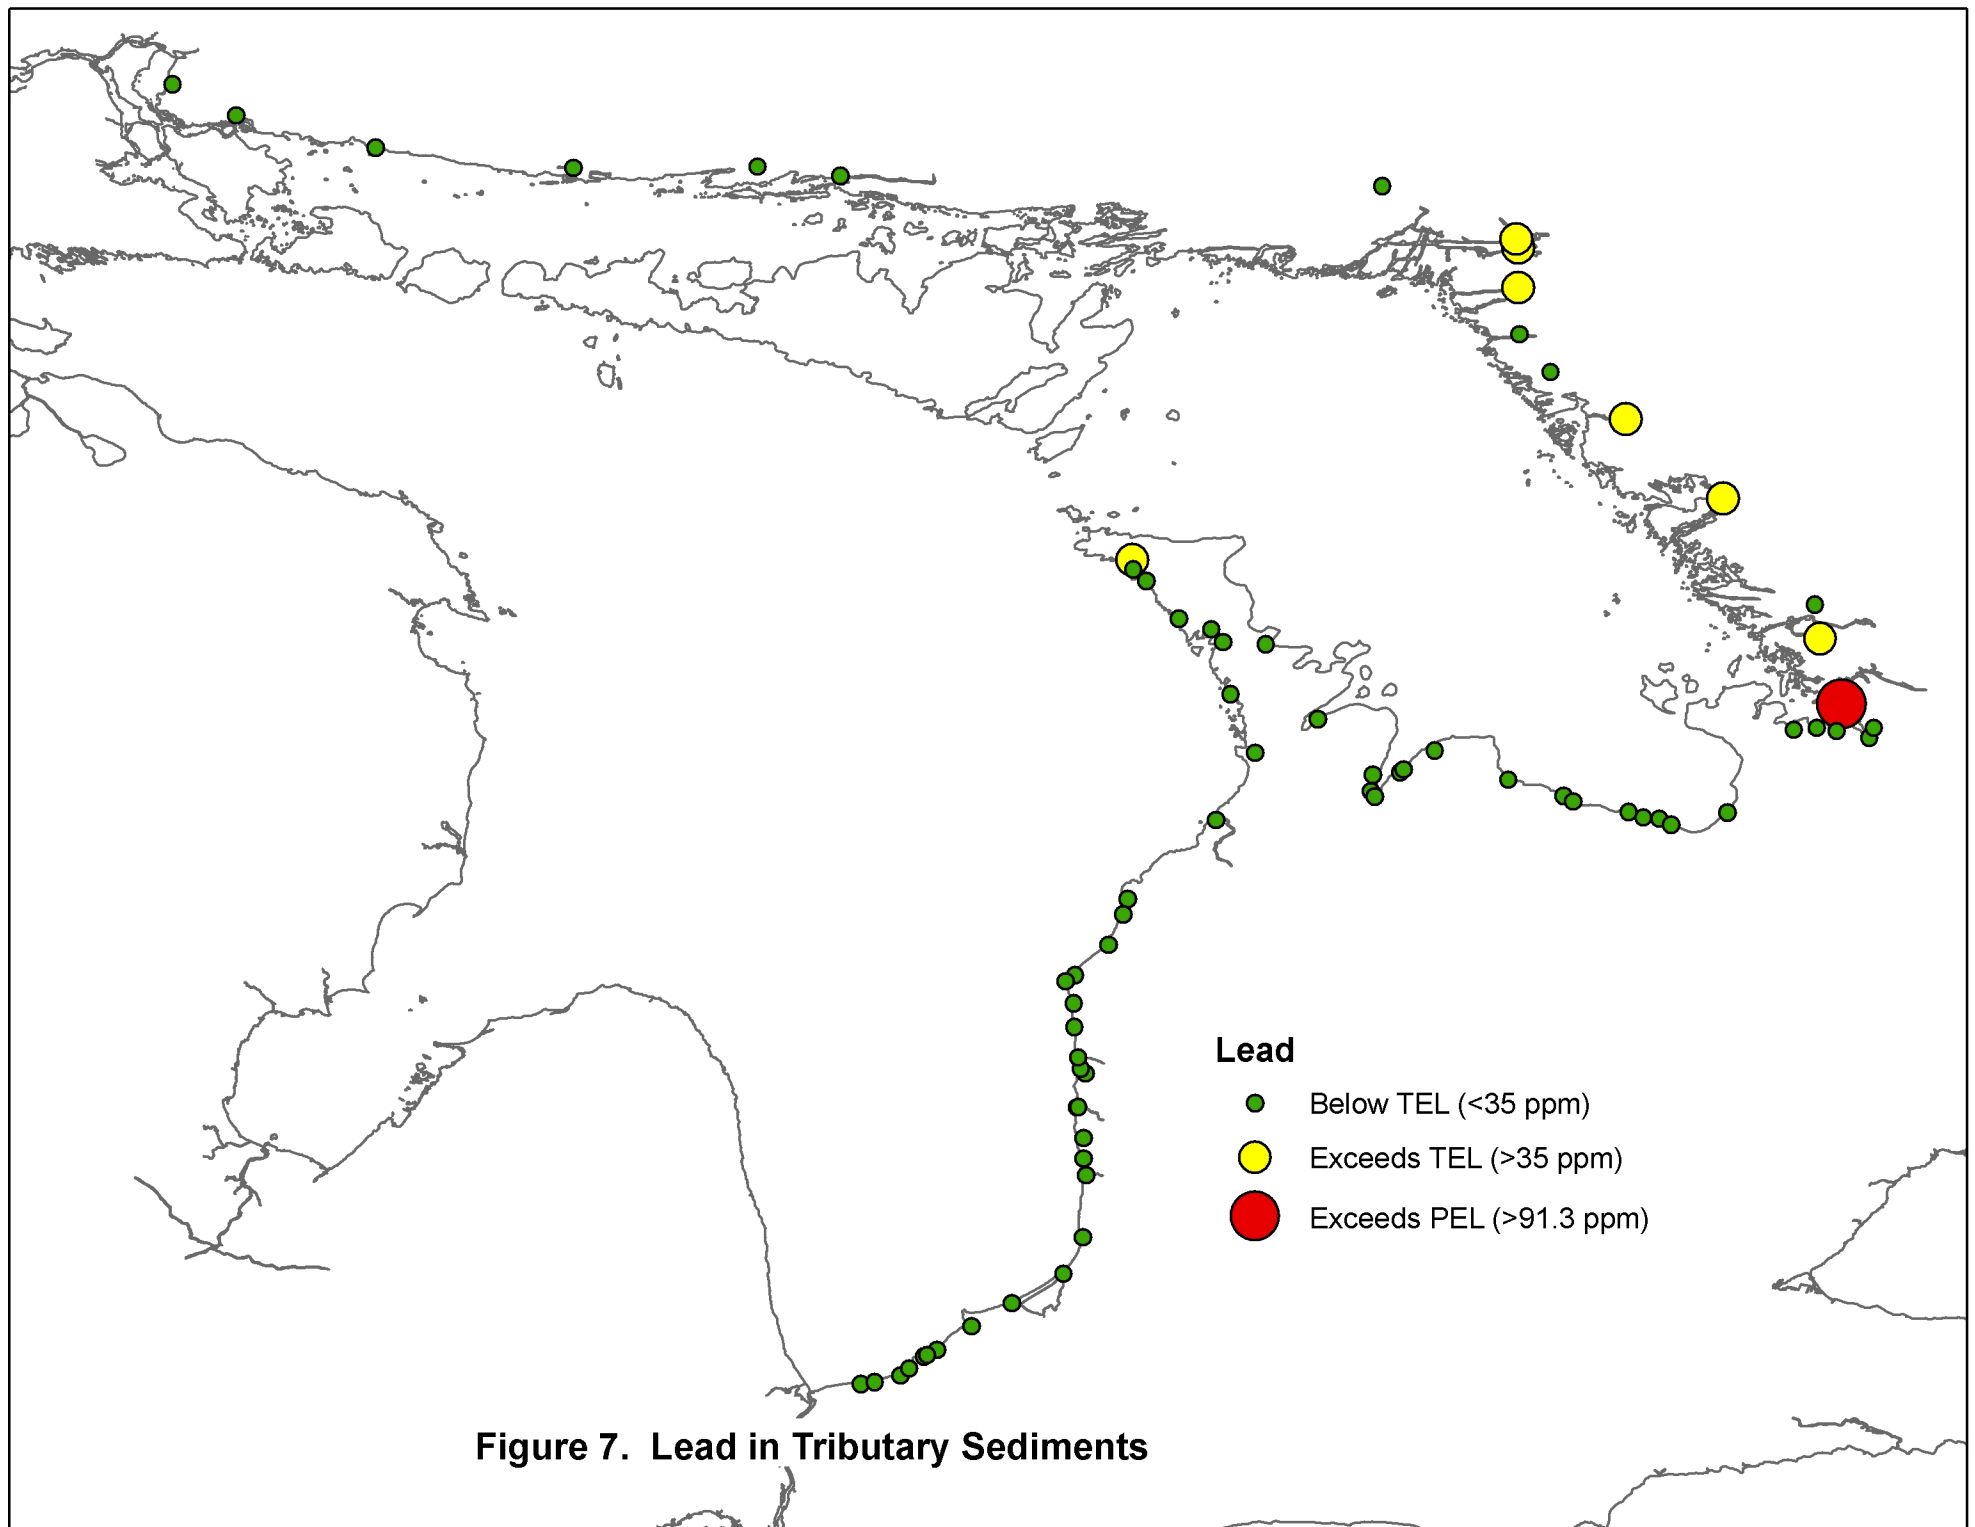 Lead
Below TEL (<35 ppm)
Exceeds TEL (>35 ppm)
Exceeds PEL (>91.3 ppm)
Figure 7.  Lead in Tributary Sediments